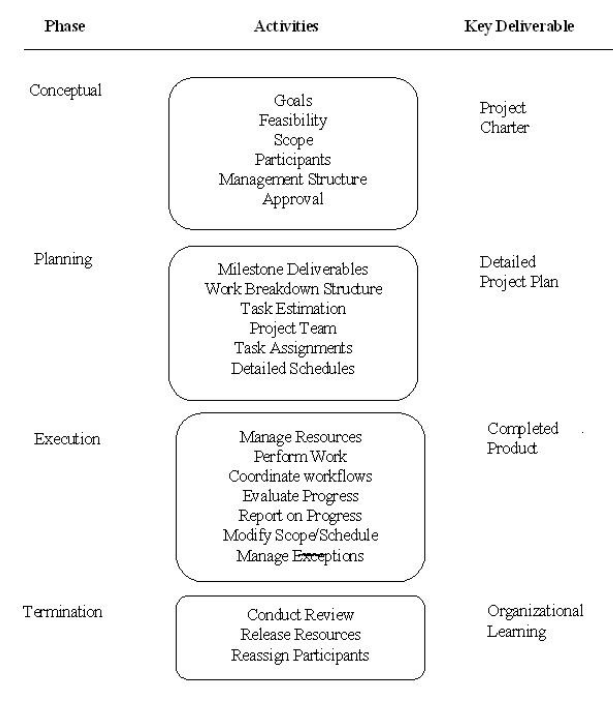 Phase Activities Key Deliverable
Conceptual
Goals
Feasibility
Scope
Participants
Management Structure
Approval
Project
Charter
Planning
Milestone Deliverables
Work Breakdown Structure
Task Estimation
Project Team
Task Assignments
Detailed Schedules
Detailed
Project Plan
Execution
Manage Resources
Perform Work
Coordinate workflows
Evaluate Progress
Report on Progress
Modify Scope/Schedule
Manage Exceptions
Completed
Product
Termination
Conduct Review
Release Resources
Reassign Participants
Organizational
Learning